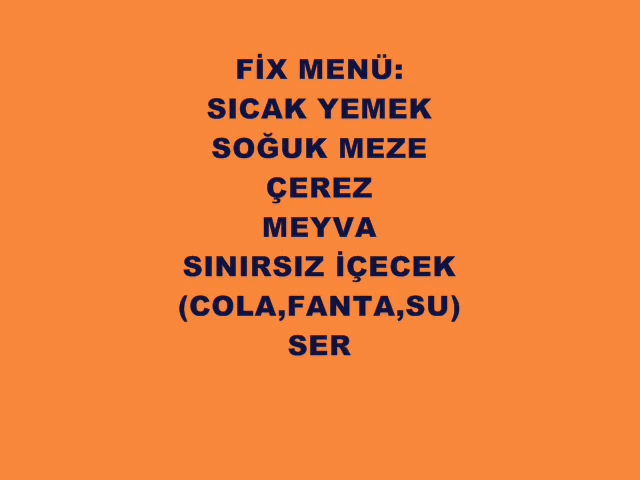 FİX MENÜ:
SICAK YEMEK
SOĞUK MEZE
ÇEREZ
MEYVA
SINIRSIZ İÇECEK
(COLA,FANTA,SU)
SER